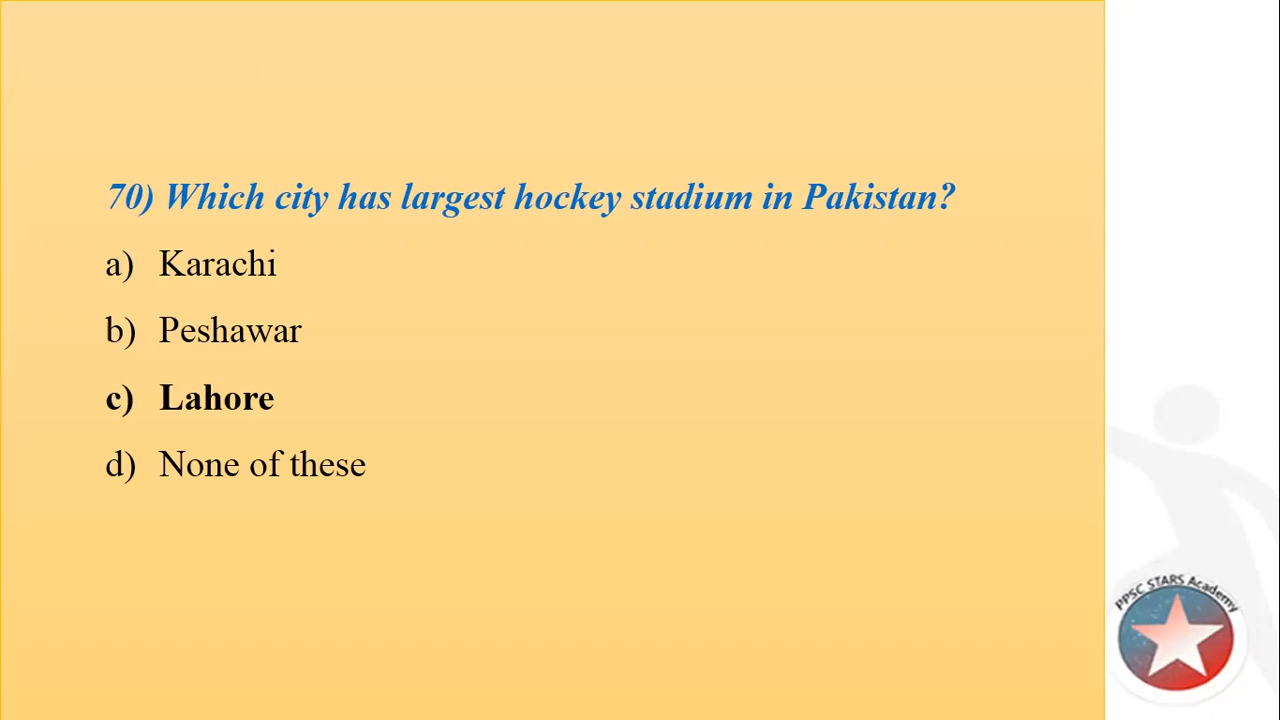 70) Which city has largest hockey stadium in Pakistan?
a) Karachi
b) Peshawar
c) Lahore
d) None of these
PPSC STARS Academy